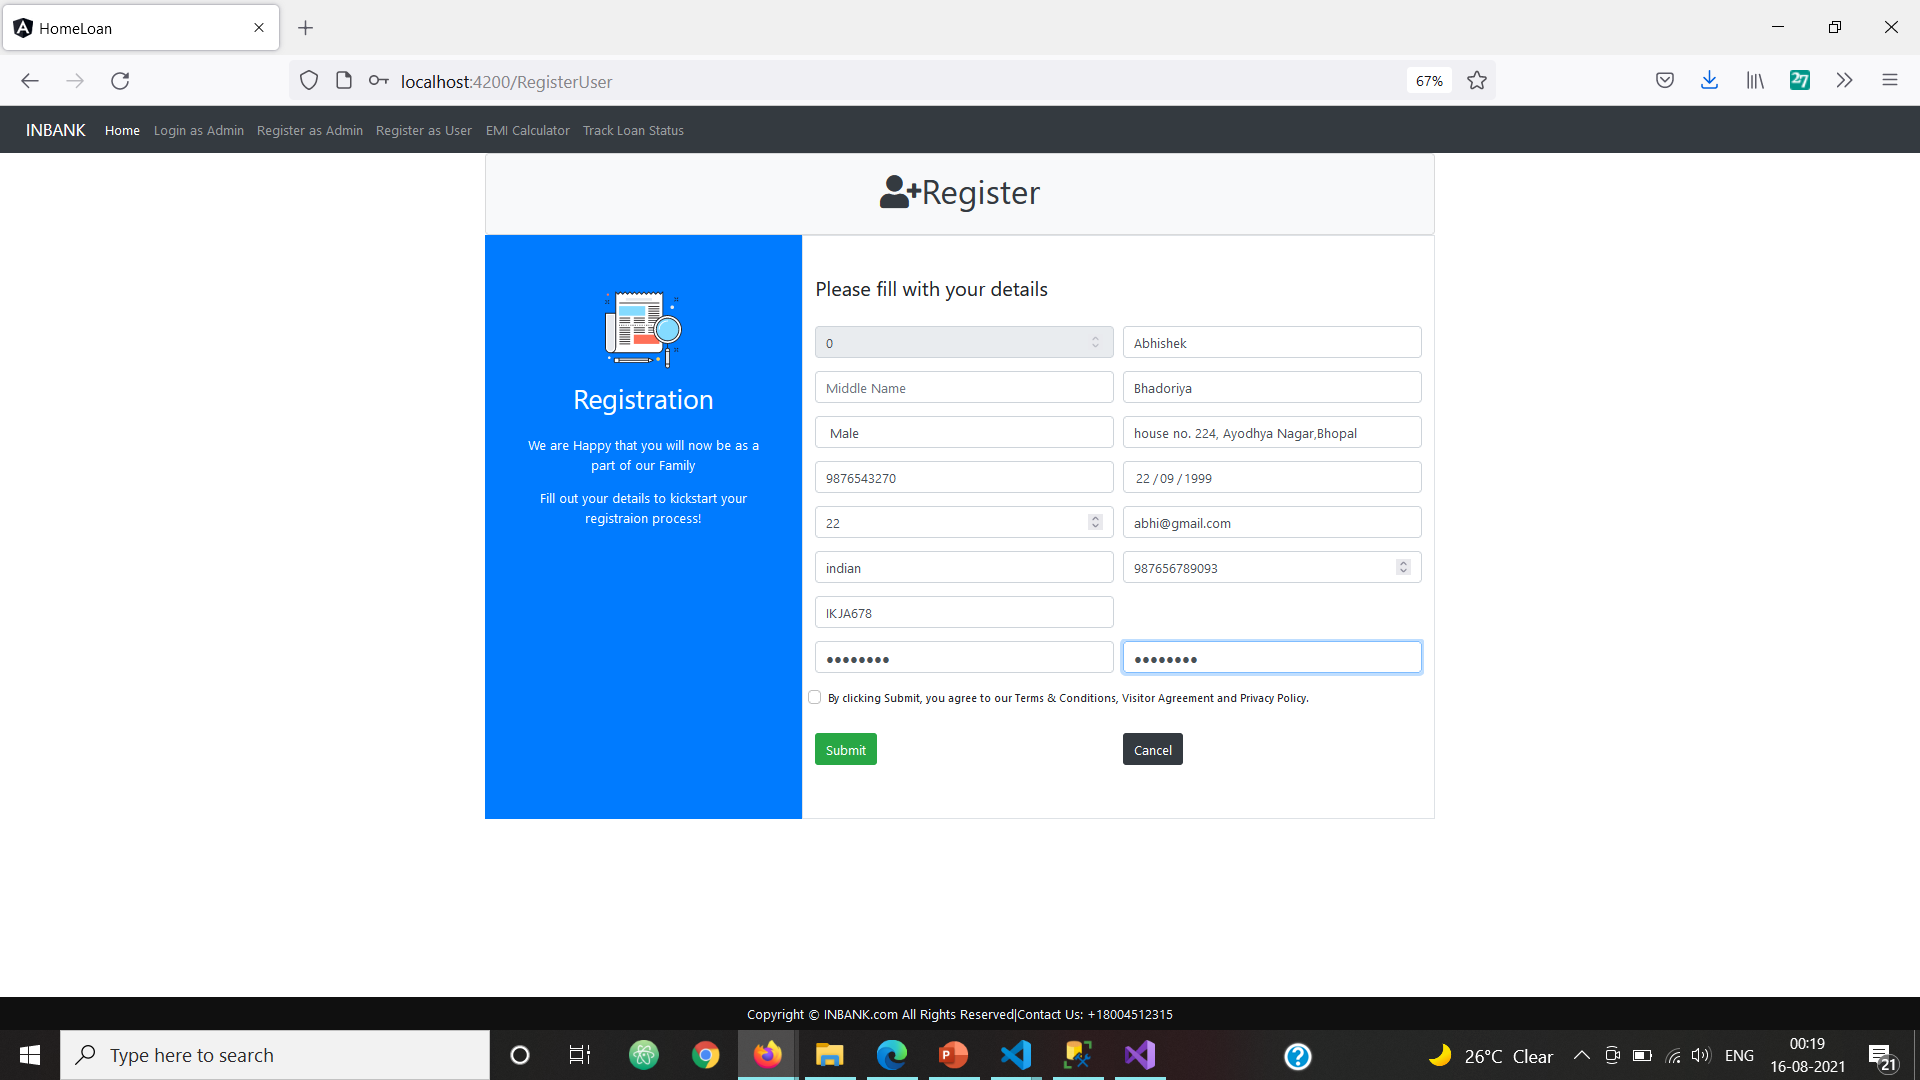 HomeLoan
localhost:4200/RegisterUser
67%
27
INBANK Home Login as Admin Register as Admin Register as User EMI Calculator Track Loan Status
Register
Registration
We are Happy that you will now be as a
part of our Family
Fill out your details to kickstart your
registraion process!
Please fill with your details
0
Abhishek
Middle Name
Bhadoriya
Male
house no. 224, Ayodhya Nagar,Bhopal
9876543270
22 / 09 / 1999
22
abhi@gmail.com
indian
987656789093
IKJA678
●●●●●●●●
●●●●●●●●
By clicking Submit, you agree to our Terms & Conditions, Visitor Agreement and Privacy Policy.
Submit
Cancel
Copyright © INBANK.com All Rights Reserved|Contact Us: +18004512315
Type here to search
26°C Clear
ENG
00:19
16-08-2021
21